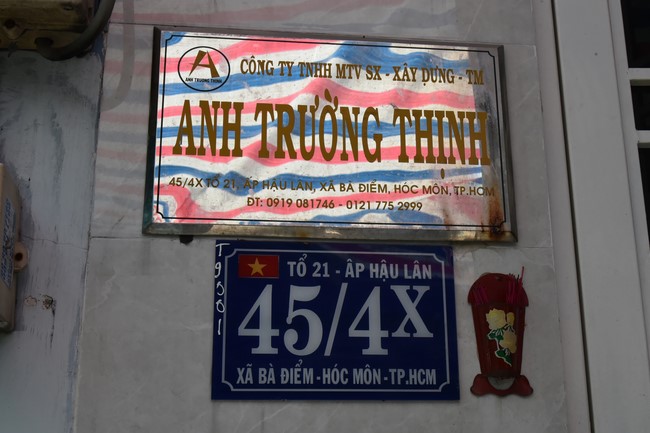 A
ANH TRƯỜNG THỊNH
CÔNG TY TNHH MTV SX - XÂY DỰNG - TM
ANH TRƯỜNG THỊNH
45/4X TỔ 21, ẤP HẬU LÂN, XÃ BÀ ĐIỂM, HÓC MÔN, TP.HCM
ĐT: 0919 081746 - 0121 775 2999
TỔ 21 - ẤP HẬU LÂN
45/4X
XÃ BÀ ĐIỂM - HÓC MÔN - TP.HCM
T9001